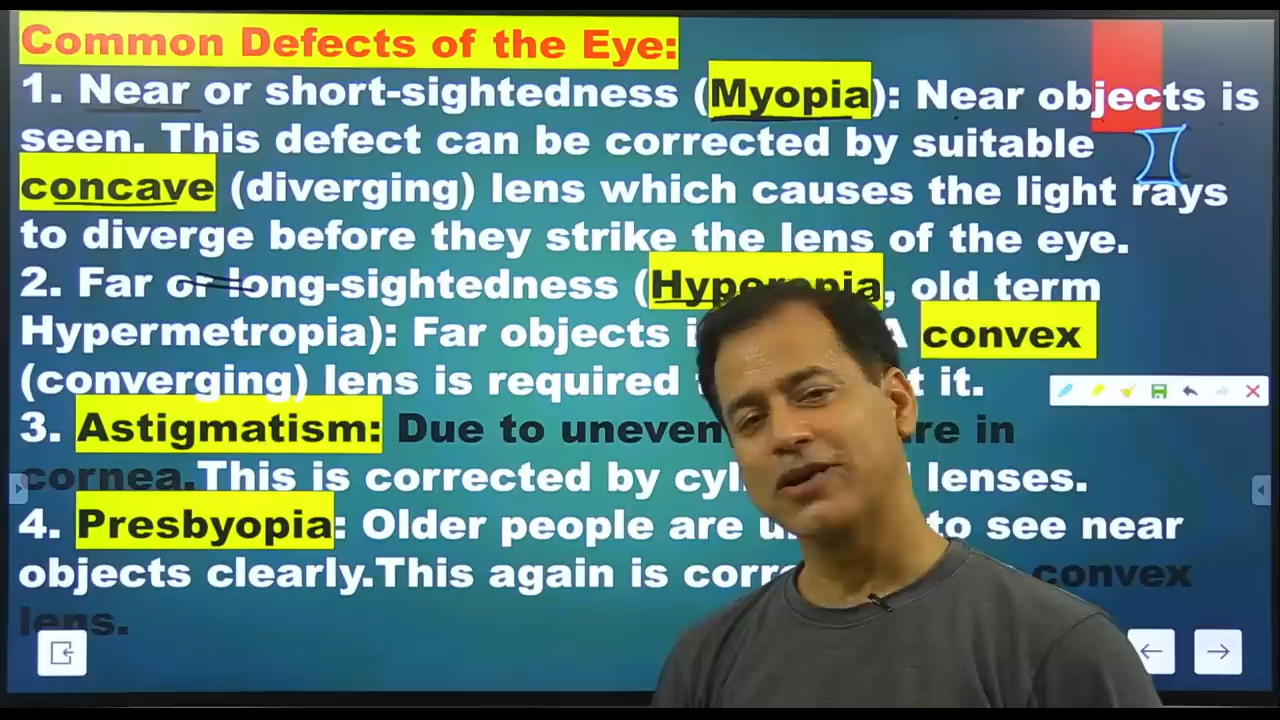 Common Defects of the Eye:
1. Near or short-sightedness (Myopia): Near objects is
seen. This defect can be corrected by suitable
concave (diverging) lens which causes the light rays
to diverge before they strike the lens of the eye.
2. Far or long-sightedness (Hyperopia, old term
Hypermetropia): Far objects convex
(converging) lens is required it.
3. Astigmatism: Due to uneven in
cornea.This is corrected by lenses.
4. Presbyopia: Older people are to see near
objects clearly.This again is convex
lens.